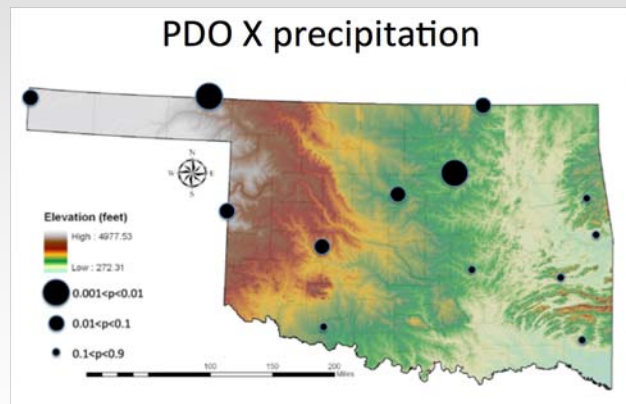 PDO X precipitation
N
W E
S
Elevation (feet)
High : 4977.53
Low : 272.31
0.001<p<0.01
0.01<p<0.1
0.1<p<0.9
100 200
Miles